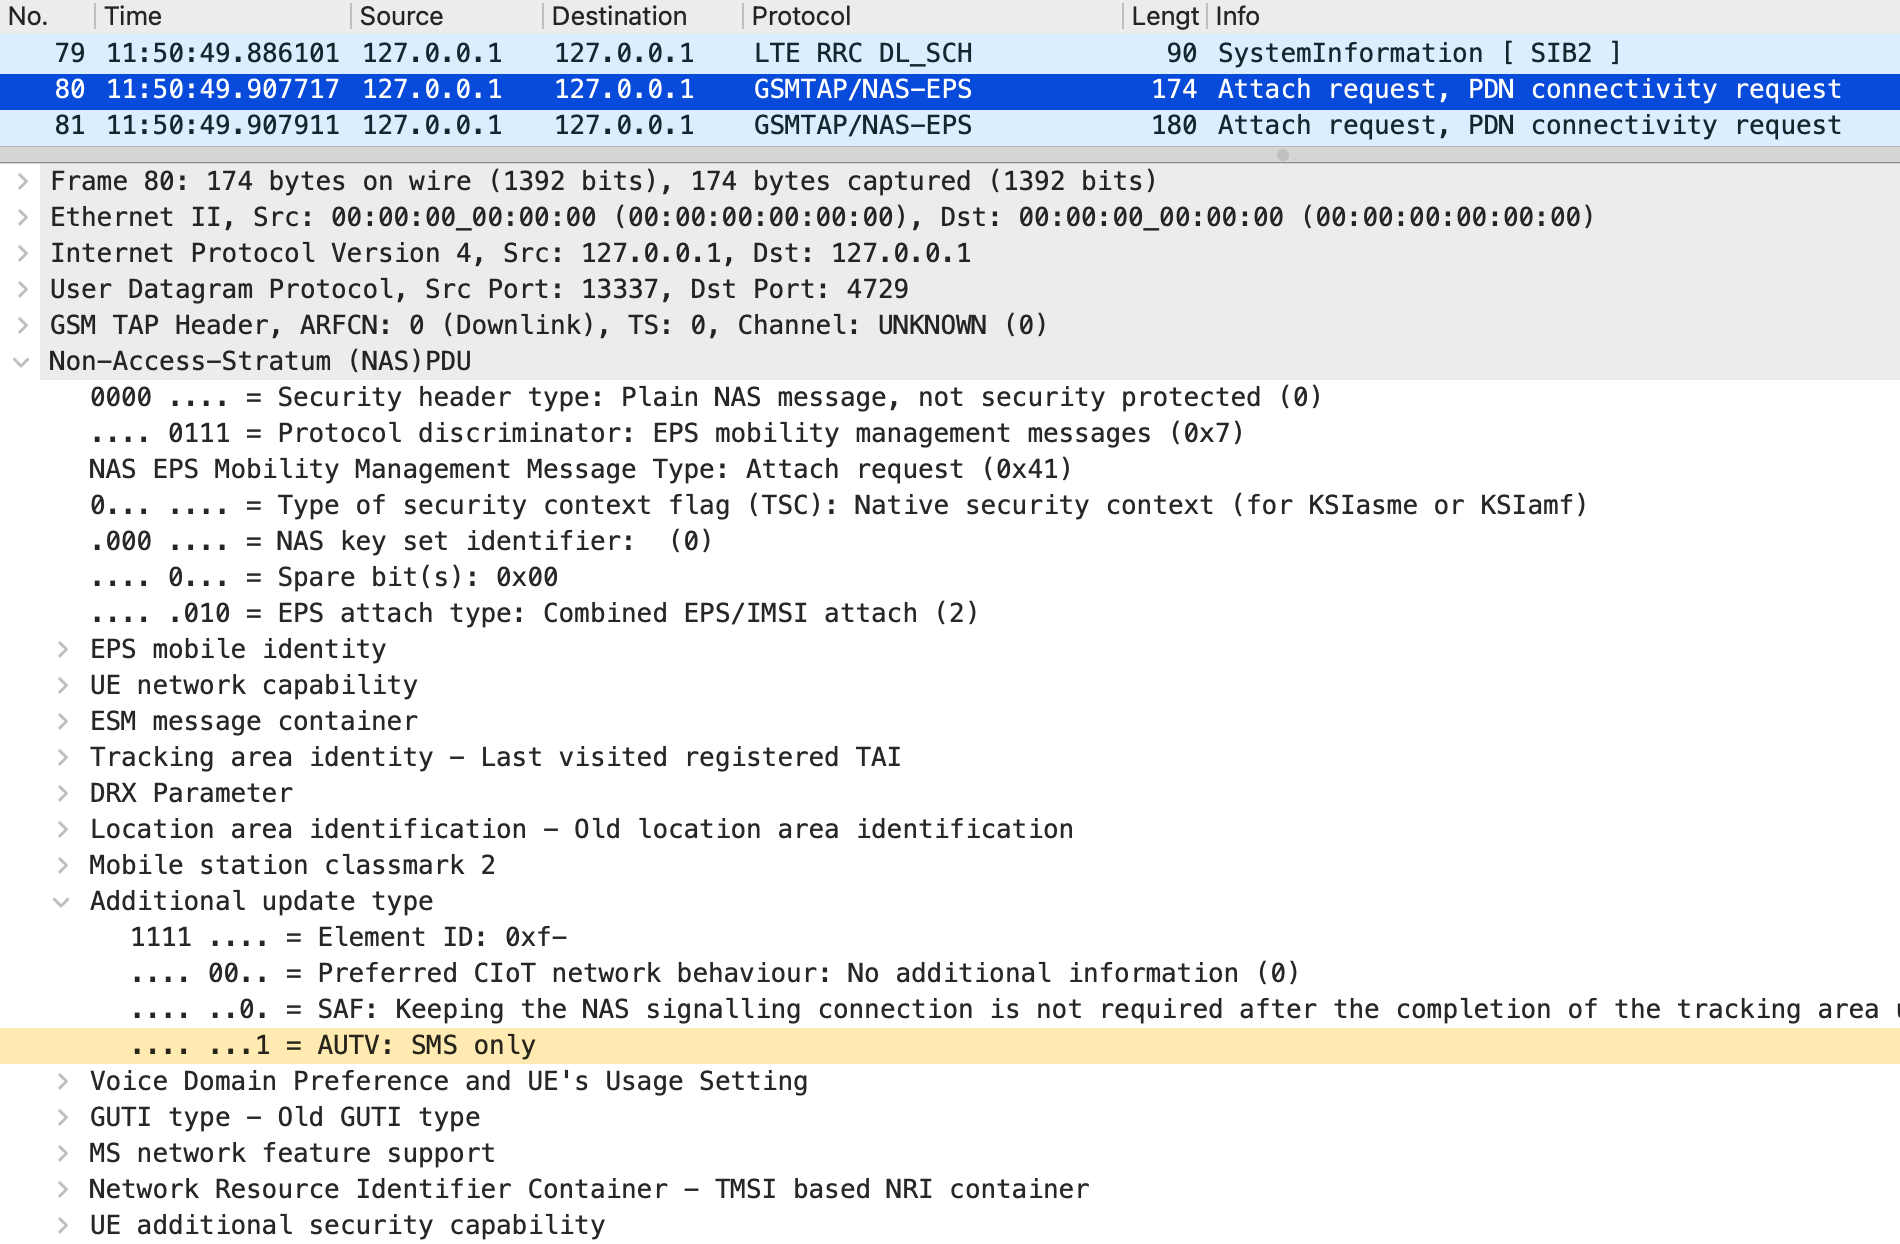 No. Time Source Destination Protocol Lengt Info
79 11:50:49.886101 127.0.0.1 127.0.0.1 LTE RRC DL_SCH 90 SystemInformation [ SIB2 ]
80 11:50:49.907717 127.0.0.1 127.0.0.1 GSMTAP/NAS-EPS 174 Attach request, PDN connectivity request
81 11:50:49.907911 127.0.0.1 127.0.0.1 GSMTAP/NAS-EPS 180 Attach request, PDN connectivity request
Frame 80: 174 bytes on wire (1392 bits), 174 bytes captured (1392 bits)
Ethernet II, Src: 00:00:00_00:00:00 (00:00:00:00:00:00), Dst: 00:00:00_00:00:00 (00:00:00:00:00:00)
Internet Protocol Version 4, Src: 127.0.0.1, Dst: 127.0.0.1
User Datagram Protocol, Src Port: 13337, Dst Port: 4729
GSM TAP Header, ARFCN: 0 (Downlink), TS: 0, Channel: UNKNOWN (0)
Non-Access-Stratum (NAS)PDU
0000 .... = Security header type: Plain NAS message, not security protected (0)
.... 0111 = Protocol discriminator: EPS mobility management messages (0x7)
NAS EPS Mobility Management Message Type: Attach request (0x41)
0... .... = Type of security context flag (TSC): Native security context (for KSIasme or KSIamf)
.000 .... = NAS key set identifier:  (0)
.... 0... = Spare bit(s): 0x00
.... .010 = EPS attach type: Combined EPS/IMSI attach (2)
EPS mobile identity
UE network capability
ESM message container
Tracking area identity - Last visited registered TAI
DRX Parameter
Location area identification - Old location area identification
Mobile station classmark 2
Additional update type
1111 .... = Element ID: 0xf-
.... 00.. = Preferred CIoT network behaviour: No additional information (0)
.... ..0. = SAF: Keeping the NAS signalling connection is not required after the completion of the tracking area
.... ...1 = AUTV: SMS only
Voice Domain Preference and UE's Usage Setting
GUTI type - Old GUTI type
MS network feature support
Network Resource Identifier Container - TMSI based NRI container
UE additional security capability